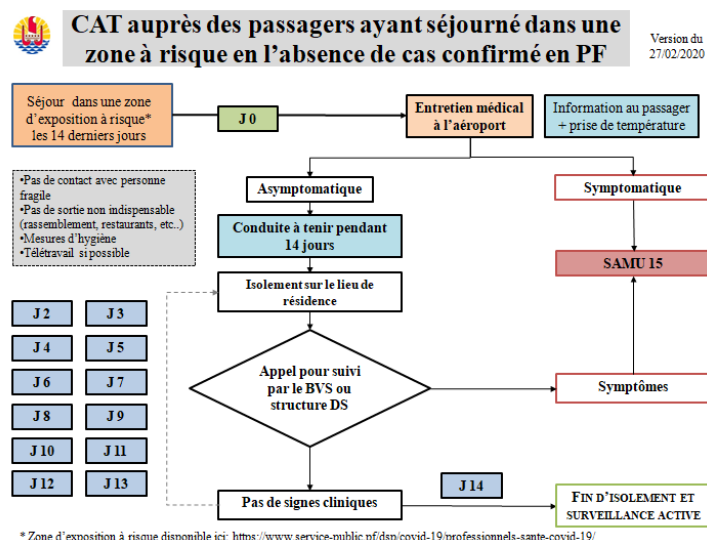 CAT auprès des passagers ayant séjourné dans une
zone à risque en l'absence de cas confirmé en PF
Version du
27/02/2020
Séjour dans une zone
d'exposition à risque*
les 14 derniers jours
J 0
Entretien médical
à l'aéroport
Information au passager
+ prise de température
•Pas de contact avec personne
fragile
•Pas de sortie non indispensable
(rassemblement, restaurants, etc..)
•Mesures d'hygiène
•Télétravail si possible
Asymptomatique
Symptomatique
Conduite à tenir pendant
14 jours
SAMU 15
Isolement sur le lieu de
résidence
J 2
J 3
J 4
J 5
J 6
J 7
J 8
J 9
J 10
J 11
J 12
J 13
Appel pour suivi
par le BVS ou
structure DS
Symptômes
Pas de signes cliniques
J 14
FIN D'ISOLEMENT ET
SURVEILLANCE ACTIVE
* Zone d'exposition à risque disponible ici: https://www.service-public.pf/dsp/covid-19/professionnels-sante-covid-19/